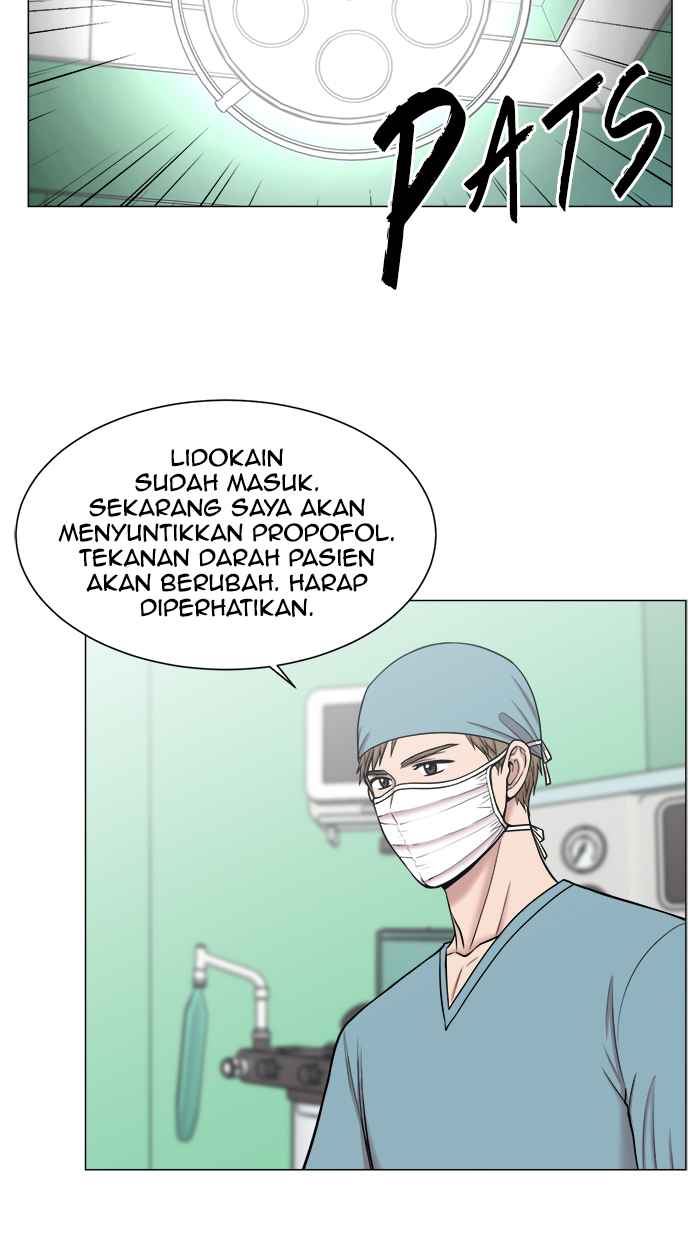 PATS
LIDOKAIN
SUDAH MASUK.
SEKARANG SAYA AKAN
MENYUNTIKKAN PROPOFOL.
TEKANAN DARAH PASIEN
AKAN BERUBAH. HARAP
DIPERHATIKAN.